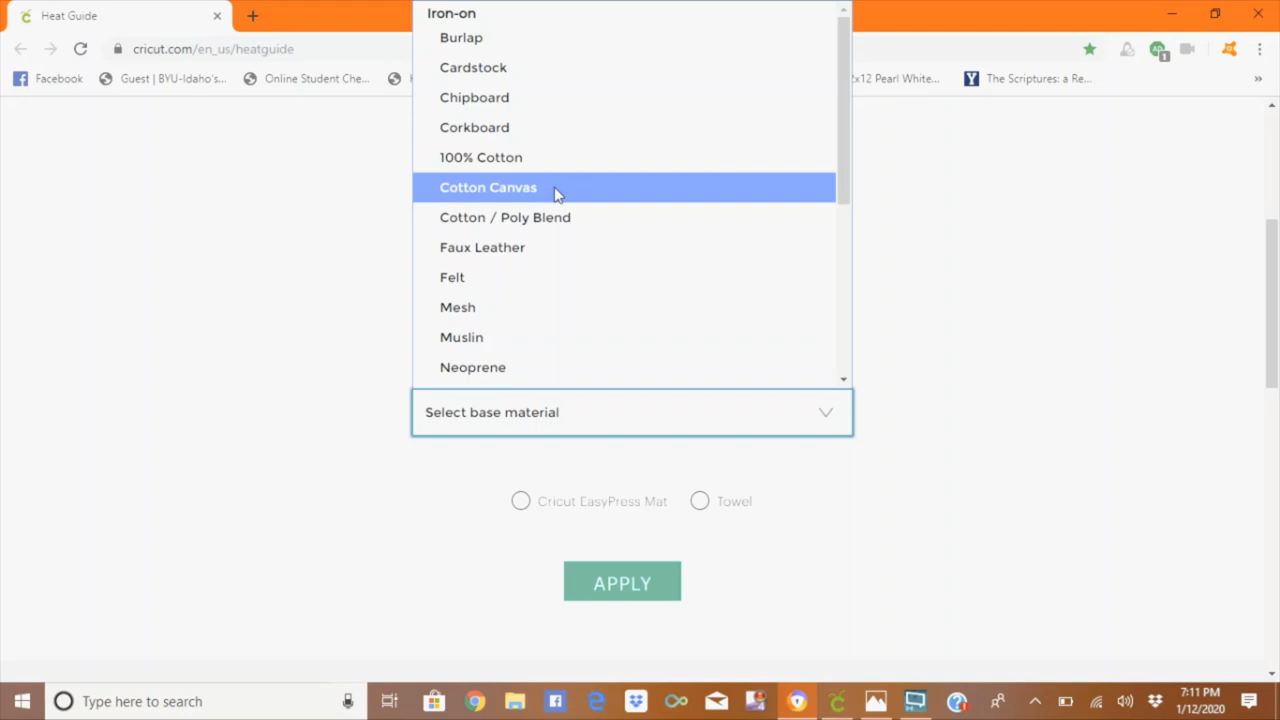 Heat Guide
cricut.com/en_us/heatguide
Facebook
Guest | BYU-Idaho's...
Online Student Che...
2x12 Pearl White...
The Scriptures: a Re...
Iron-on
Burlap
Cardstock
Chipboard
Corkboard
100% Cotton
Cotton Canvas
Cotton / Poly Blend
Faux Leather
Felt
Mesh
Muslin
Neoprene
Select base material
Cricut EasyPress Mat
Towel
APPLY
Type here to search
7:11 PM
1/12/2020